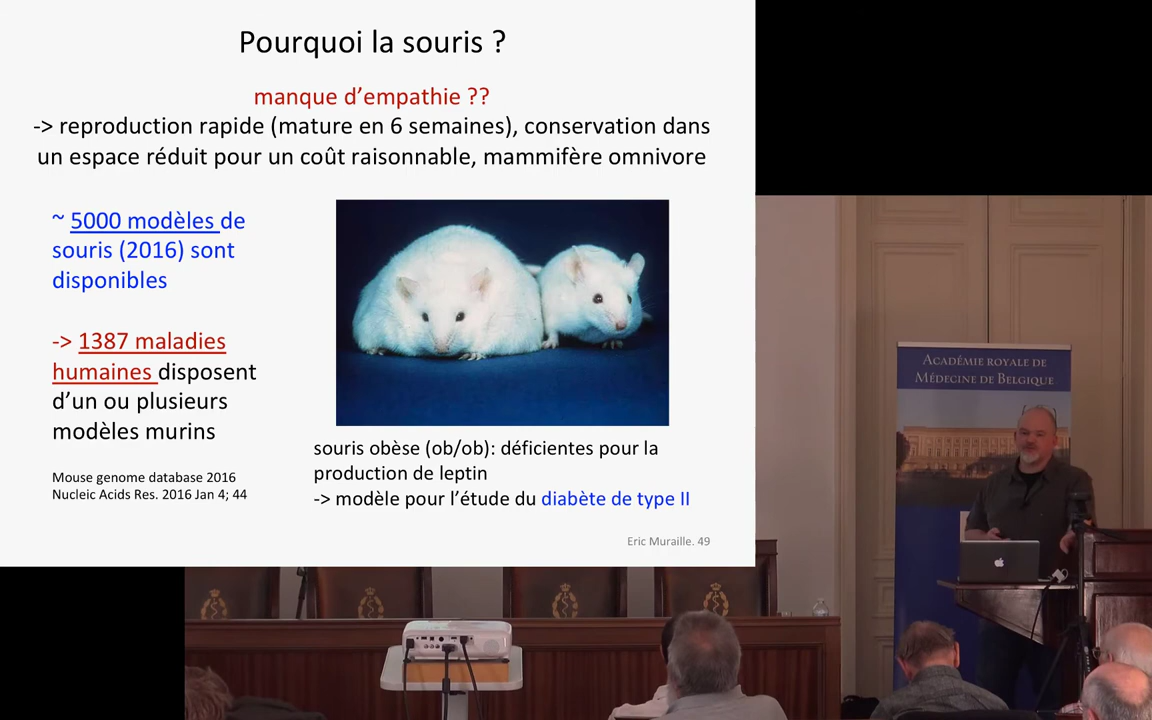 Pourquoi la souris ?
manque d’empathie ??
-> reproduction rapide (mature en 6 semaines), conservation dans
un espace réduit pour un coût raisonnable, mammifère omnivore
~ 5000 modèles de
souris (2016) sont
disponibles
-> 1387 maladies
humaines disposent
d’un ou plusieurs
modèles murins
Mouse genome database 2016
Nucleic Acids Res. 2016 Jan 4; 44
souris obèse (ob/ob): déficientes pour la
production de leptin
-> modèle pour l’étude du diabète de type II
Eric Muraille. 49
Académie royale de
Médecine de Belgique